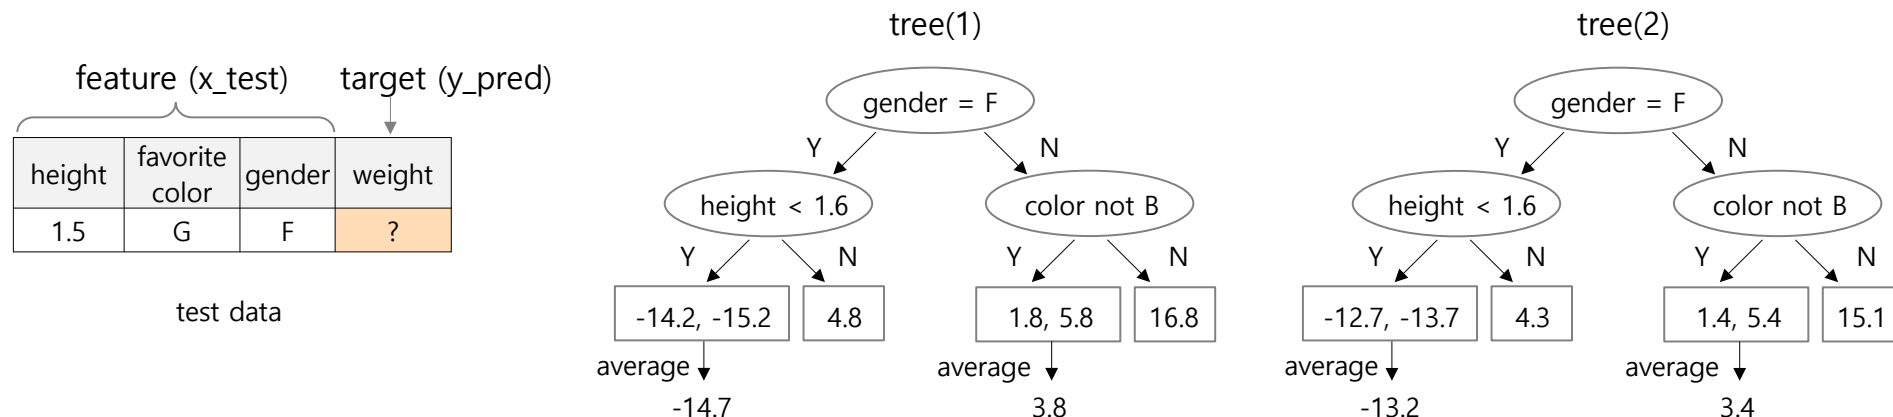 feature (x_test)
target (y_pred)
height
favorite
color
gender
weight
1.5
G
F
?
test data
tree(1)
gender = F
Y
N
height < 1.6
color not B
Y
N
Y
N
-14.2, -15.2
4.8
1.8, 5.8
16.8
average
average
-14.7
3.8
tree(2)
gender = F
Y
N
height < 1.6
color not B
Y
N
Y
N
-12.7, -13.7
4.3
1.4, 5.4
15.1
average
average
-13.2
3.4